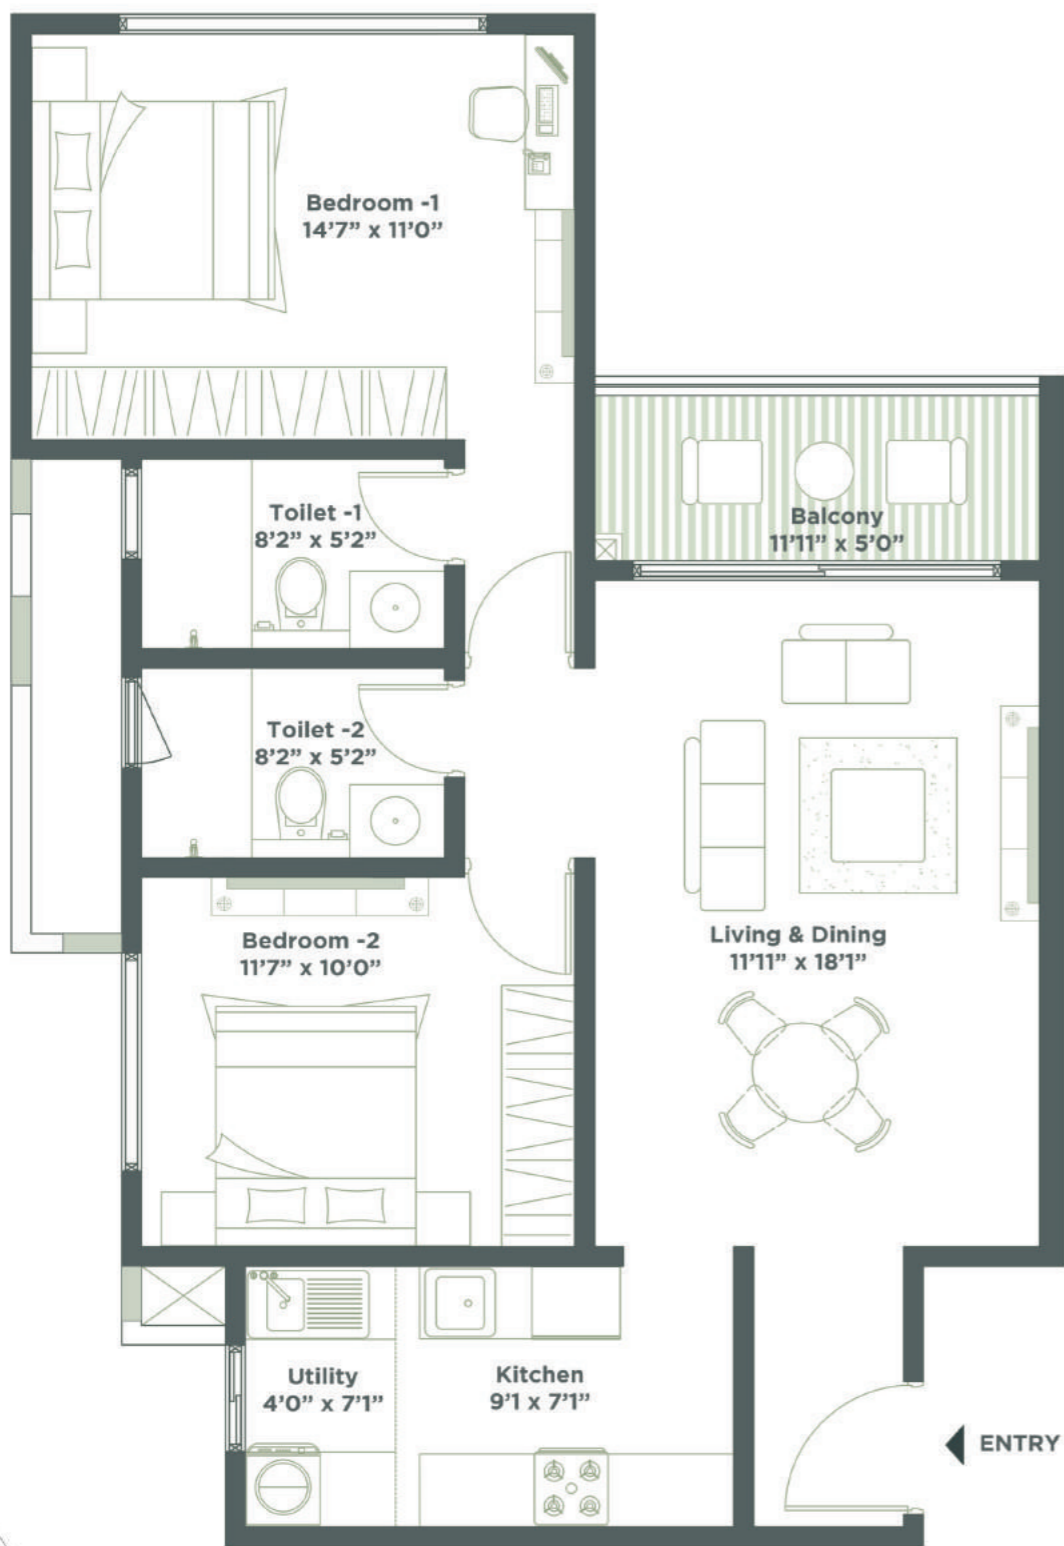 Bedroom -1
14’7” x 11’0”
Toilet -1
8’2” x 5’2”
Balcony
11’11” x 5’0”
Toilet -2
8’2” x 5’2”
Bedroom -2
11’7” x 10’0”
Living & Dining
11’11” x 18’1”
Utility
4’0” x 7’1”
Kitchen
9’1 x 7’1”
ENTRY